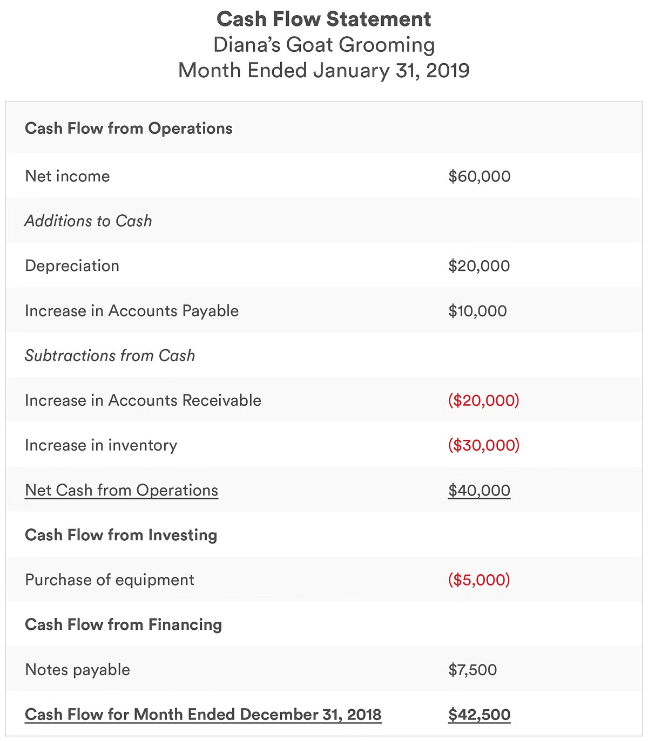 Cash Flow Statement
Diana’s Goat Grooming
Month Ended January 31, 2019
Cash Flow from Operations
Net income $60,000
Additions to Cash
Depreciation $20,000
Increase in Accounts Payable $10,000
Subtractions from Cash
Increase in Accounts Receivable ($20,000)
Increase in inventory ($30,000)
Net Cash from Operations $40,000
Cash Flow from Investing
Purchase of equipment ($5,000)
Cash Flow from Financing
Notes payable $7,500
Cash Flow for Month Ended December 31, 2018 $42,500